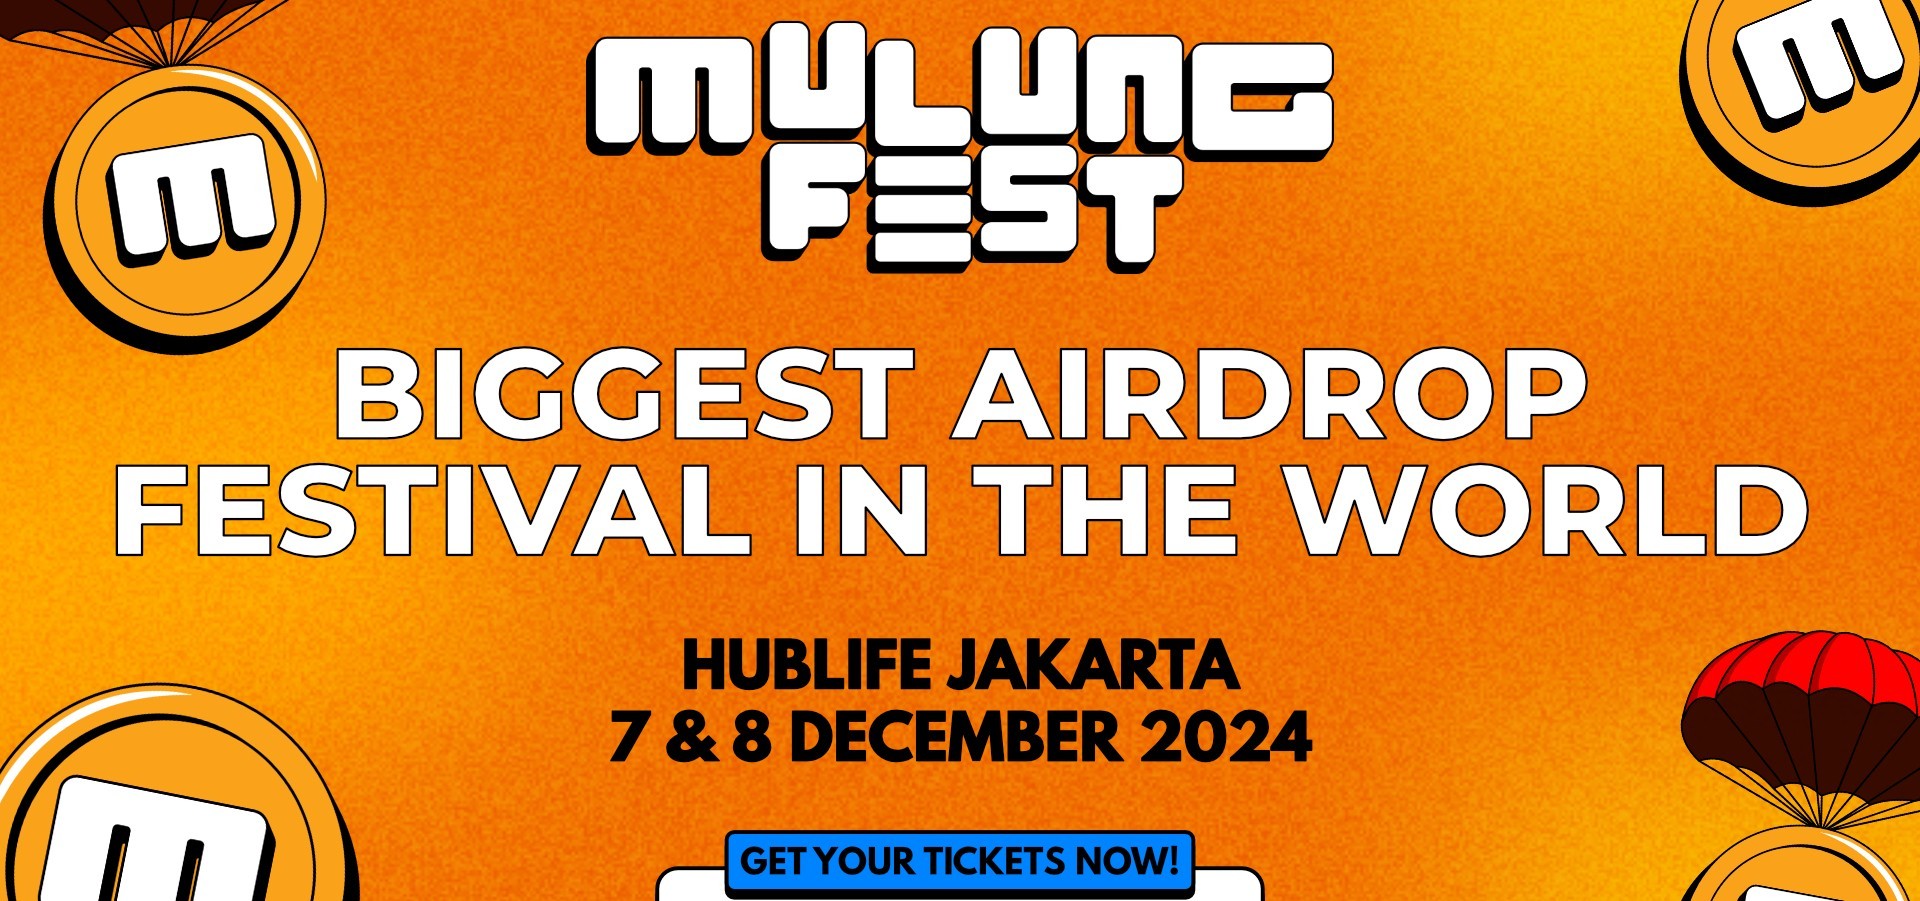 M
M
MULUNG
FEST
BIGGEST AIRDROP
FESTIVAL IN THE WORLD
HUBLIFE JAKARTA
7 & 8 DECEMBER 2024
M
GET YOUR TICKETS NOW!